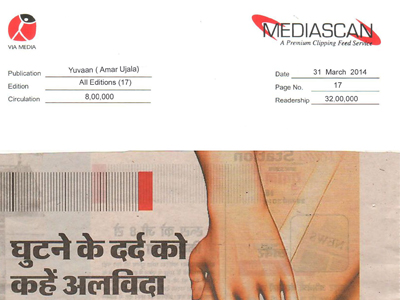 VIA MEDIA
MEDIASCAN
A Premium Clipping Feed Service
Publication Yuvaan ( Amar Ujala)
Edition All Editions (17)
Circulation 8,00,000
Date 31 March 2014
Page No. 17
Readership 32.00,000
घुटने के दर्द को
कहें अलविदा